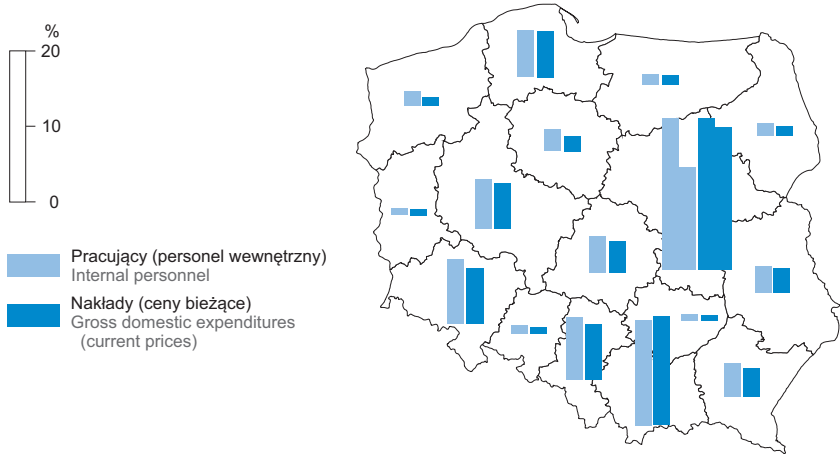 %
20
10
0
Pracujący (personel wewnętrzny)
Internal personnel
Nakłady (ceny bieżące)
Gross domestic expenditures
(current prices)